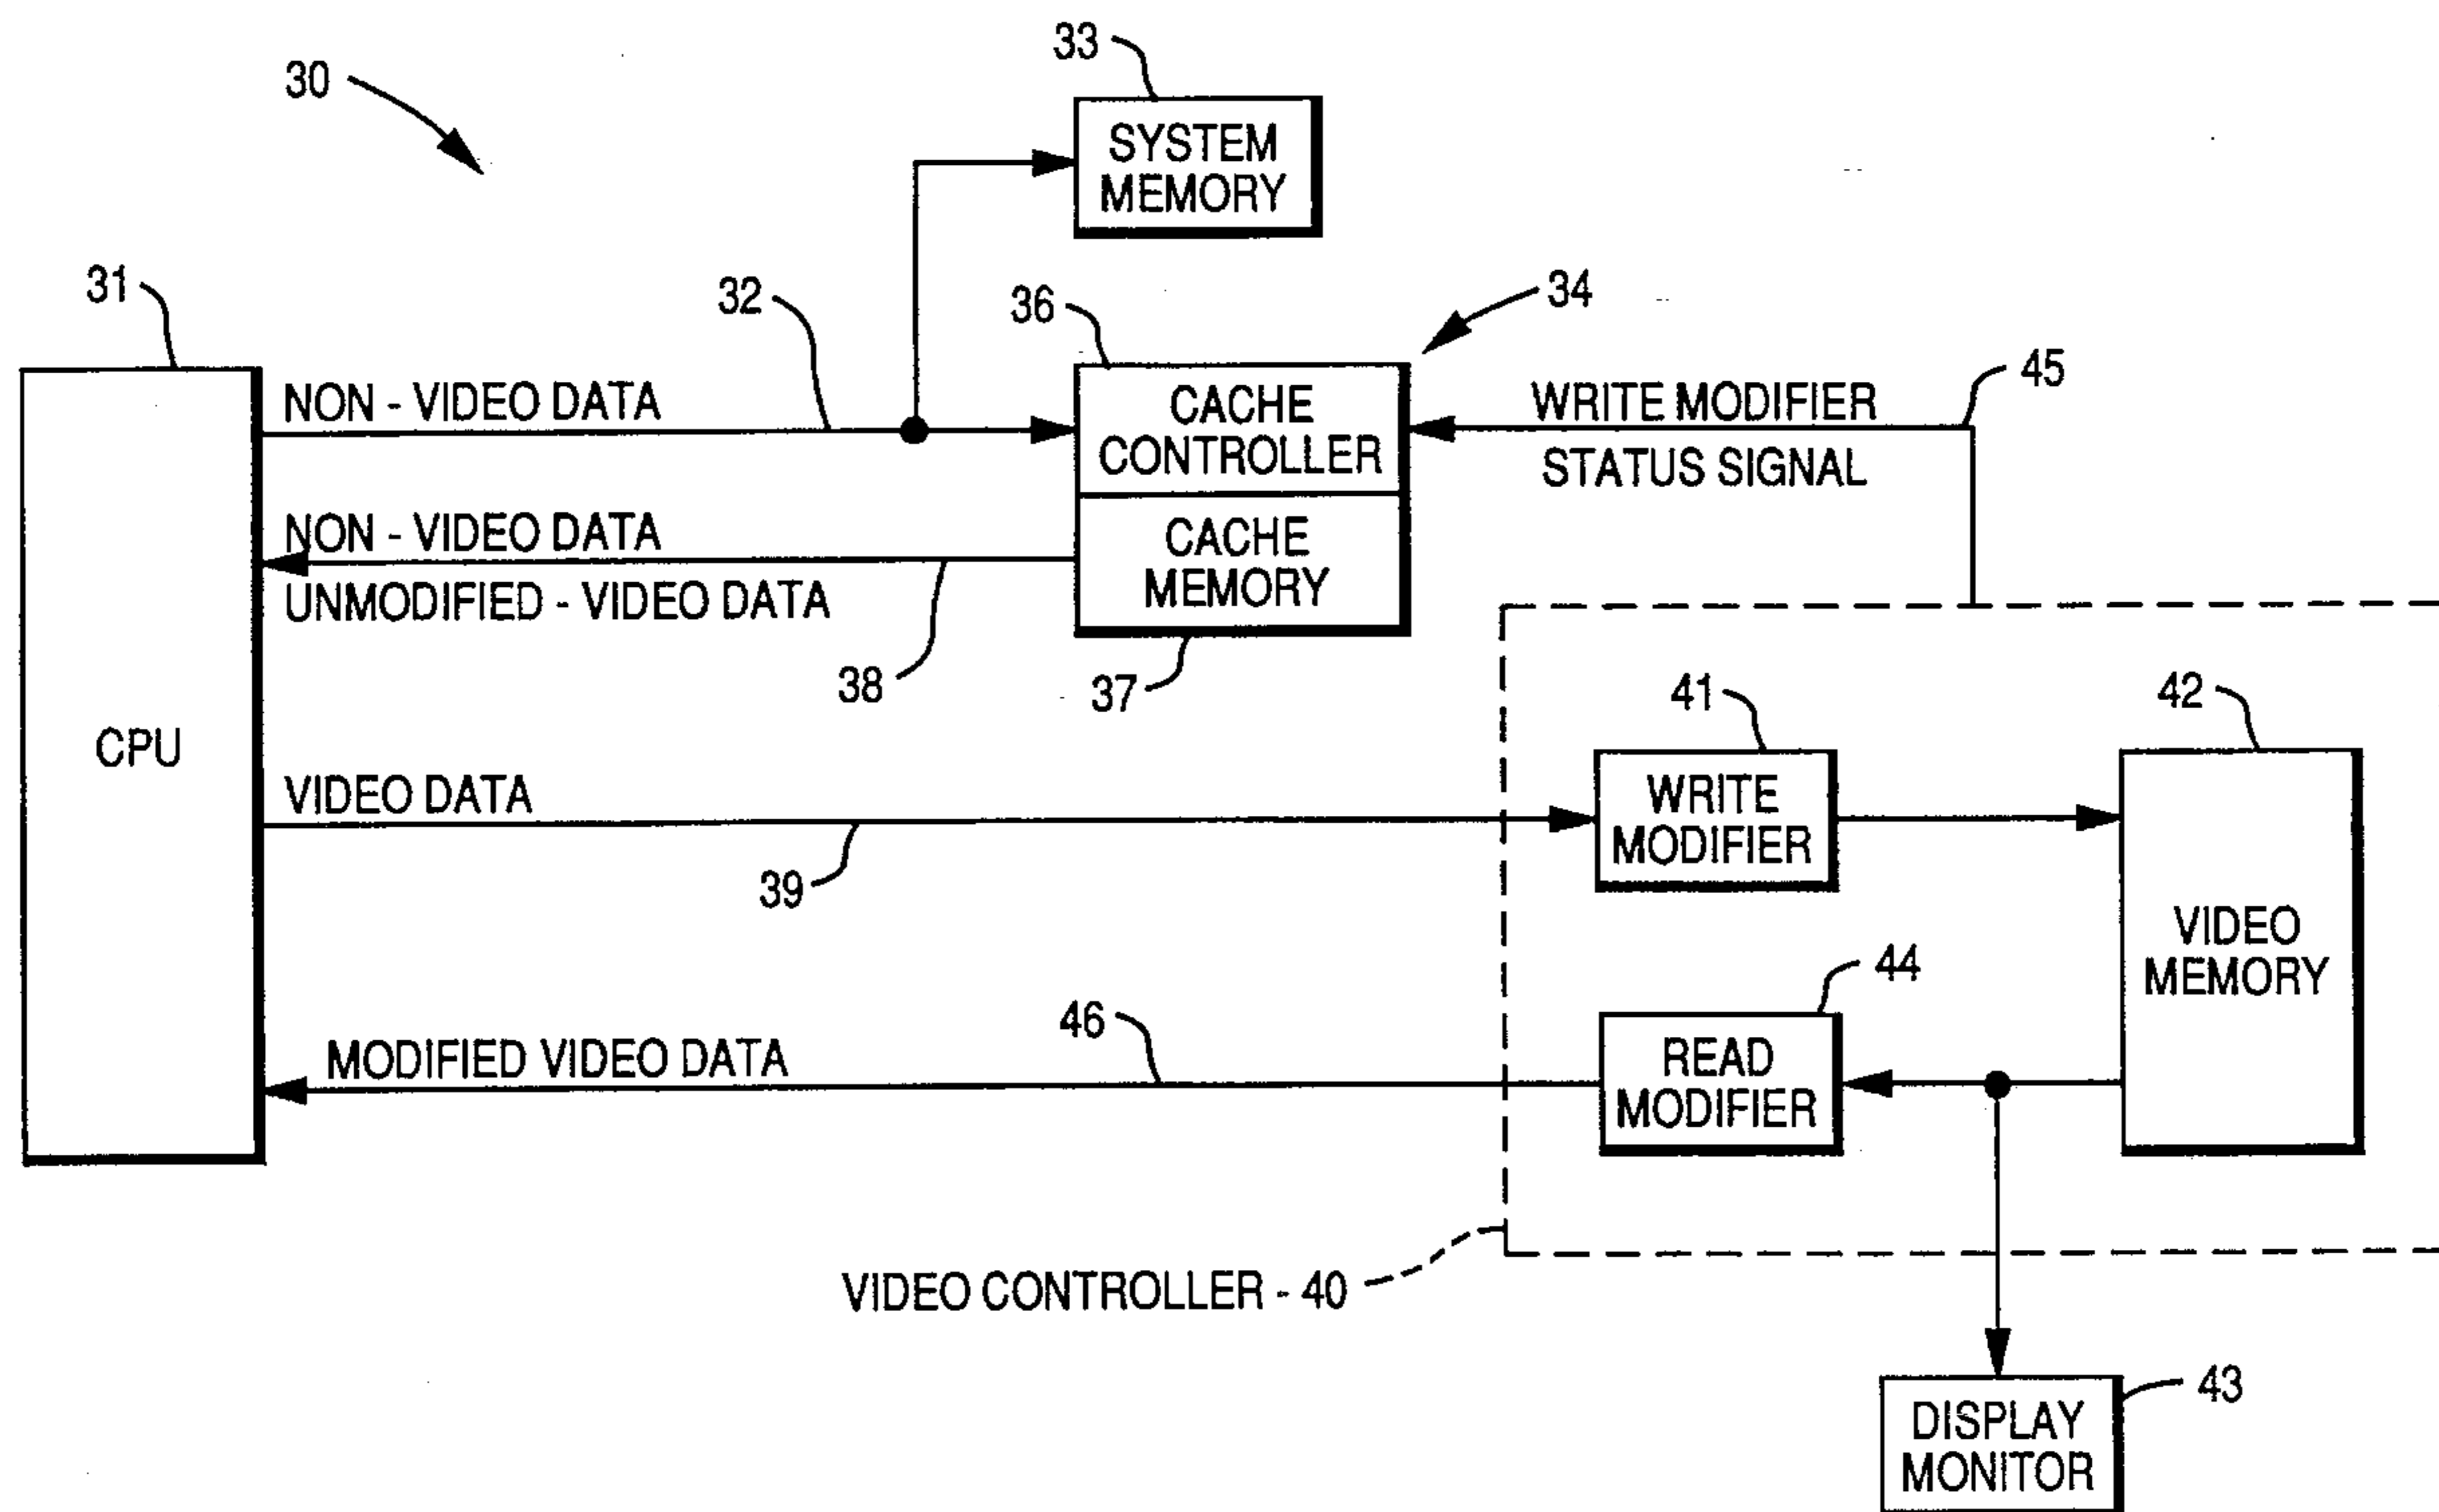 33
30
SYSTEM
MEMORY
31
32
36
34
45
NON - VIDEO DATA
CACHE
CONTROLLER
WRITE MODIFIER
STATUS SIGNAL
NON - VIDEO DATA
UNMODIFIED - VIDEO DATA
CACHE
MEMORY
38
37
41
42
CPU
VIDEO DATA
WRITE
MODIFIER
39
VIDEO
MEMORY
44
46
MODIFIED VIDEO DATA
READ
MODIFIER
VIDEO CONTROLLER - 40
43
DISPLAY
MONITOR